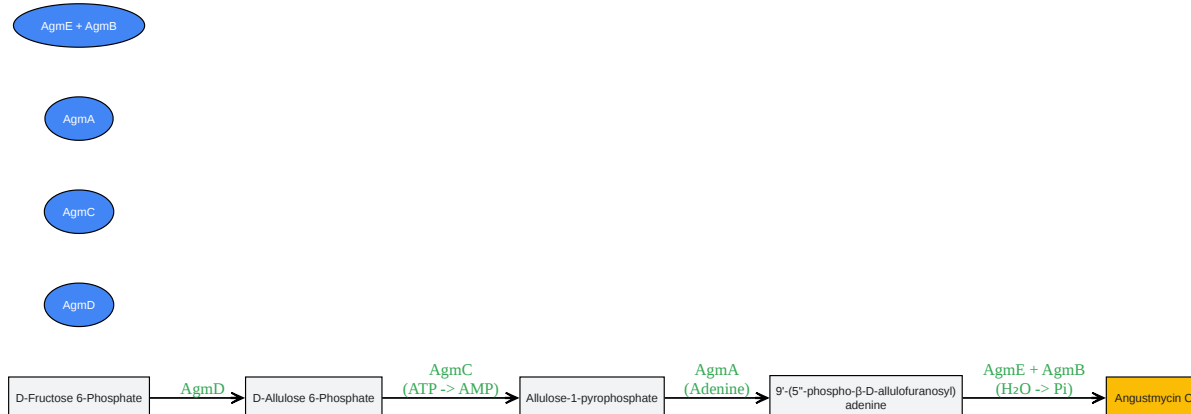 AgmE + AgmB
AgmA
AgmC
AgmD
D-Fructose 6-Phosphate
AgmD
D-Allulose 6-Phosphate
AgmC
(ATP -> AMP)
Allulose-1-pyrophosphate
AgmA
(Adenine)
9'-(5''-phospho-β-D-allulofuranosyl)
adenine
AgmE + AgmB
(H₂O -> Pi)
Angustmycin C